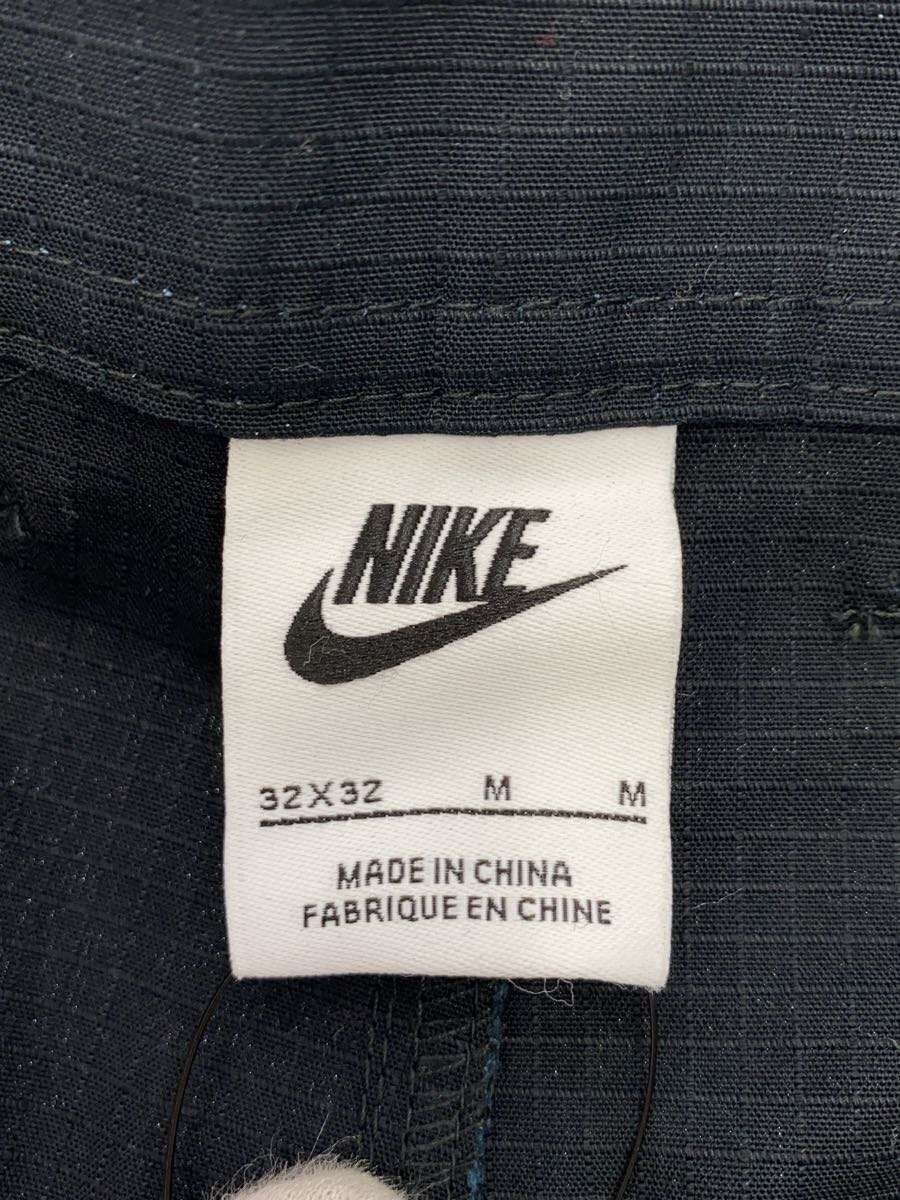 NIKE
32X32 M M
MADE IN CHINA
FABRIQUE EN CHINE